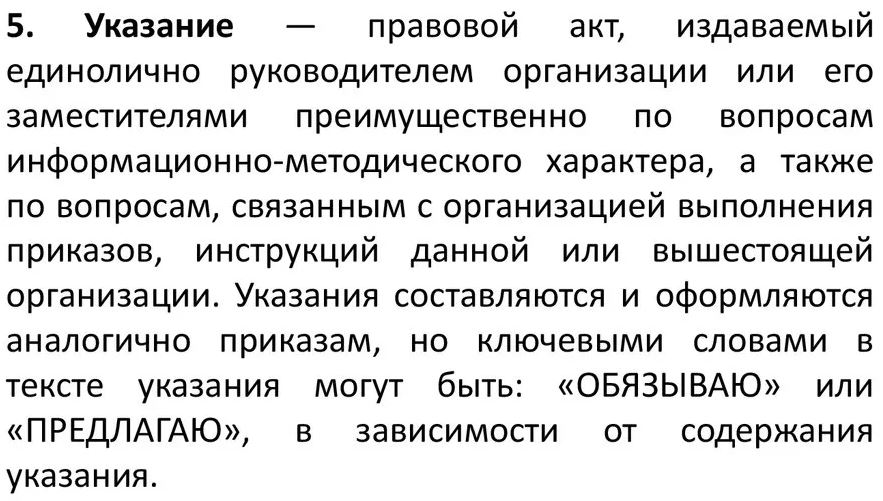 5. Указание — правовой акт, издаваемый
единолично руководителем организации или его
заместителями преимущественно по вопросам
информационно-методического характера, а также
по вопросам, связанным с организацией выполнения
приказов, инструкций данной или вышестоящей
организации. Указания составляются и оформляются
аналогично приказам, но ключевыми словами в
тексте указания могут быть: «ОБЯЗЫВАЮ» или
«ПРЕДЛАГАЮ», в зависимости от содержания
указания.